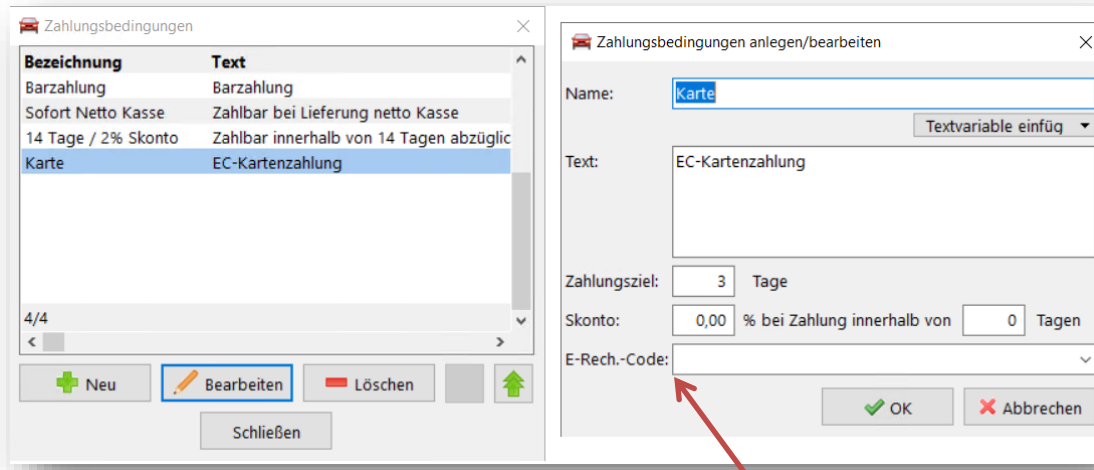 Zahlungsbedingungen
Bezeichnung Text
Barzahlung Barzahlung
Sofort Netto Kasse Zahlbar bei Lieferung netto Kasse
14 Tage / 2% Skonto Zahlbar innerhalb von 14 Tagen abzüglic
Karte EC-Kartenzahlung
4/4
Neu Bearbeiten Löschen
Schließen
Zahlungsbedingungen anlegen/bearbeiten
Name: Karte
Textvariable einfüg
Text: EC-Kartenzahlung
Zahlungsziel: 3 Tage
Skonto: 0,00 % bei Zahlung innerhalb von 0 Tagen
E-Rech.-Code:
OK Abbrechen